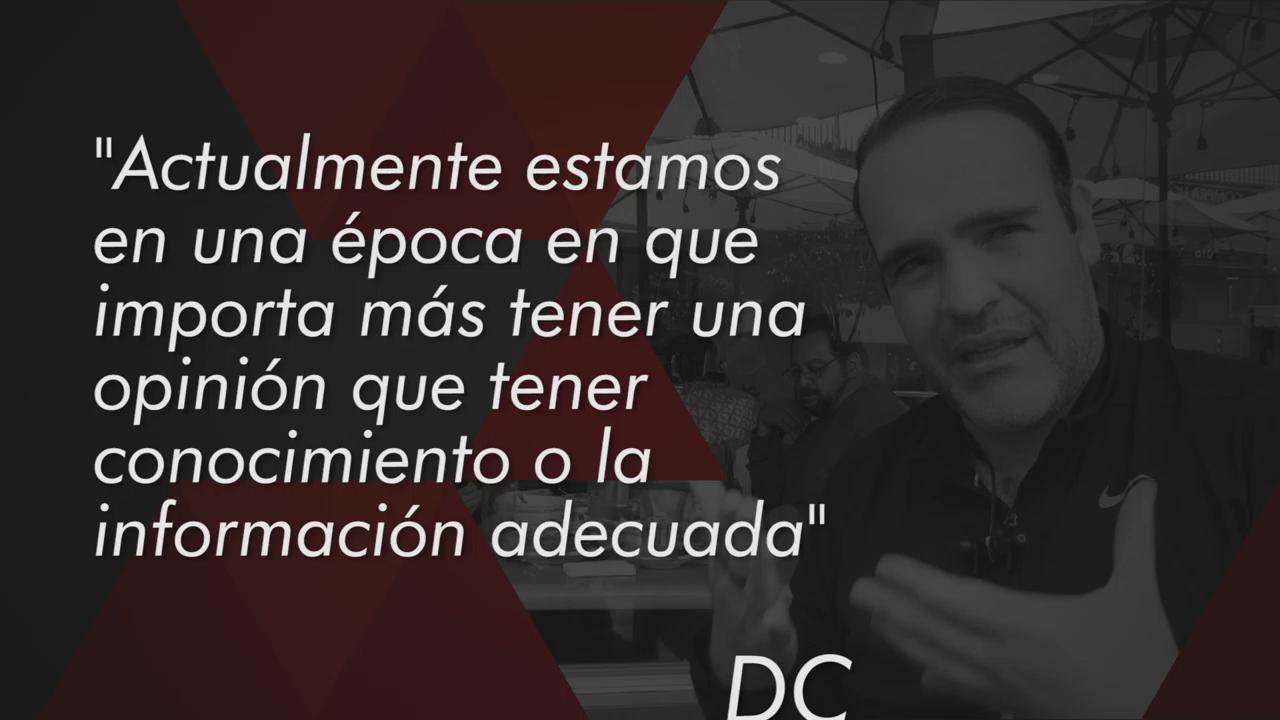 "Actualmente estamos
en una época en que
importa más tener una
opinión que tener
conocimiento o la
información adecuada"
DC